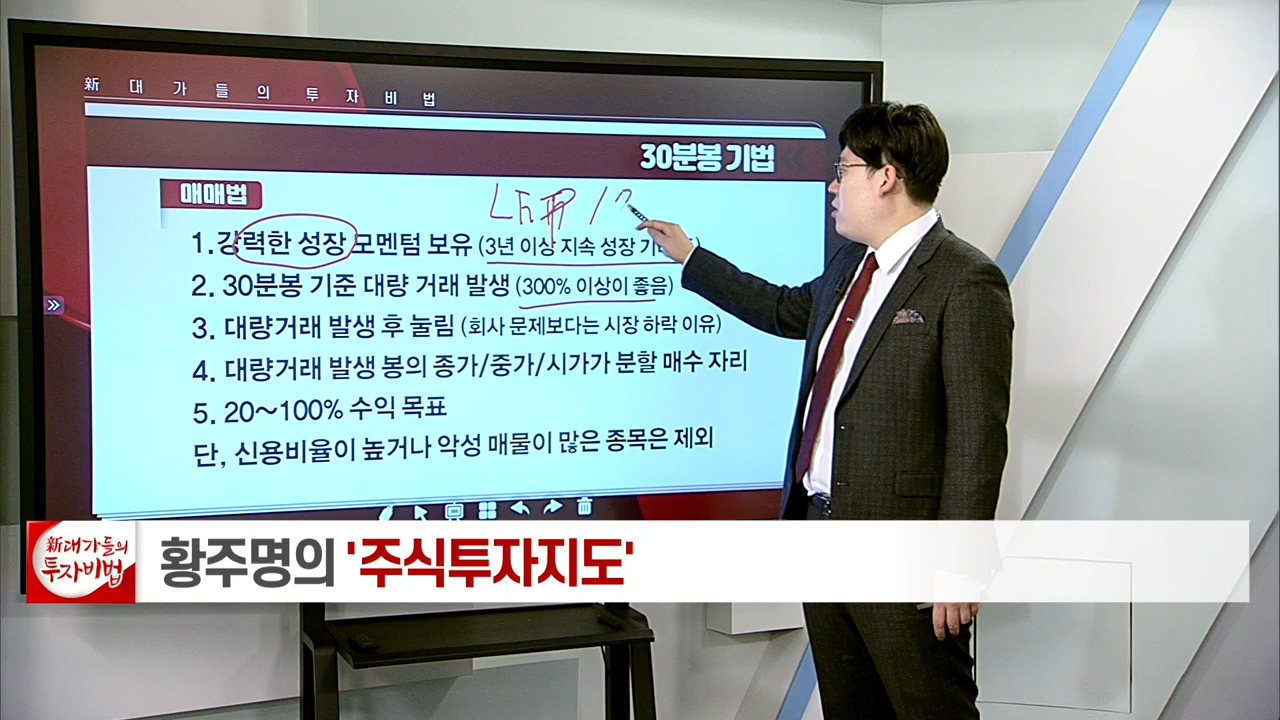 新 대 가 들 의 투 자 비 법
30분봉 기법
매매법
1. 강력한 성장 모멘텀 보유 (3년 이상 지속 성장
2. 30분봉 기준 대량 거래 발생 (300% 이상이 좋음)
3. 대량거래 발생 후 눌림 (회사 문제보다는 시장 하락 이유)
4. 대량거래 발생 봉의 종가/중가/시가가 분할 매수 자리
5. 20~100% 수익 목표
단, 신용비율이 높거나 악성 매물이 많은 종목은 제외
新대가들의
투자비법
황주명의 '주식투자지도'